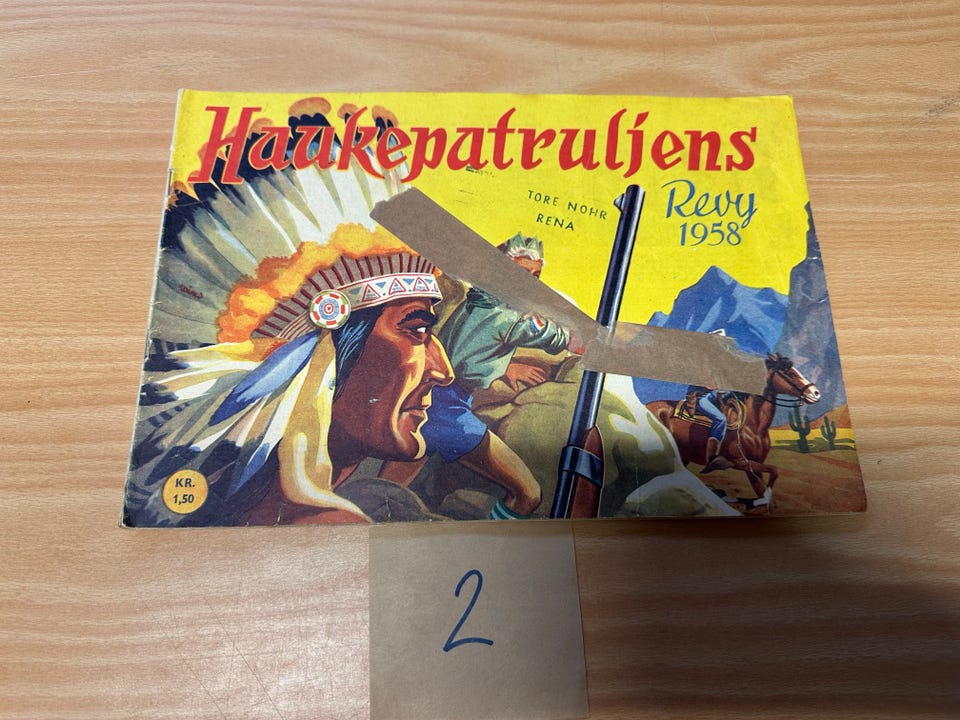 Haukepatruljens
Revy
1958
TORE NOHR
RENA
KR.
1,50
2